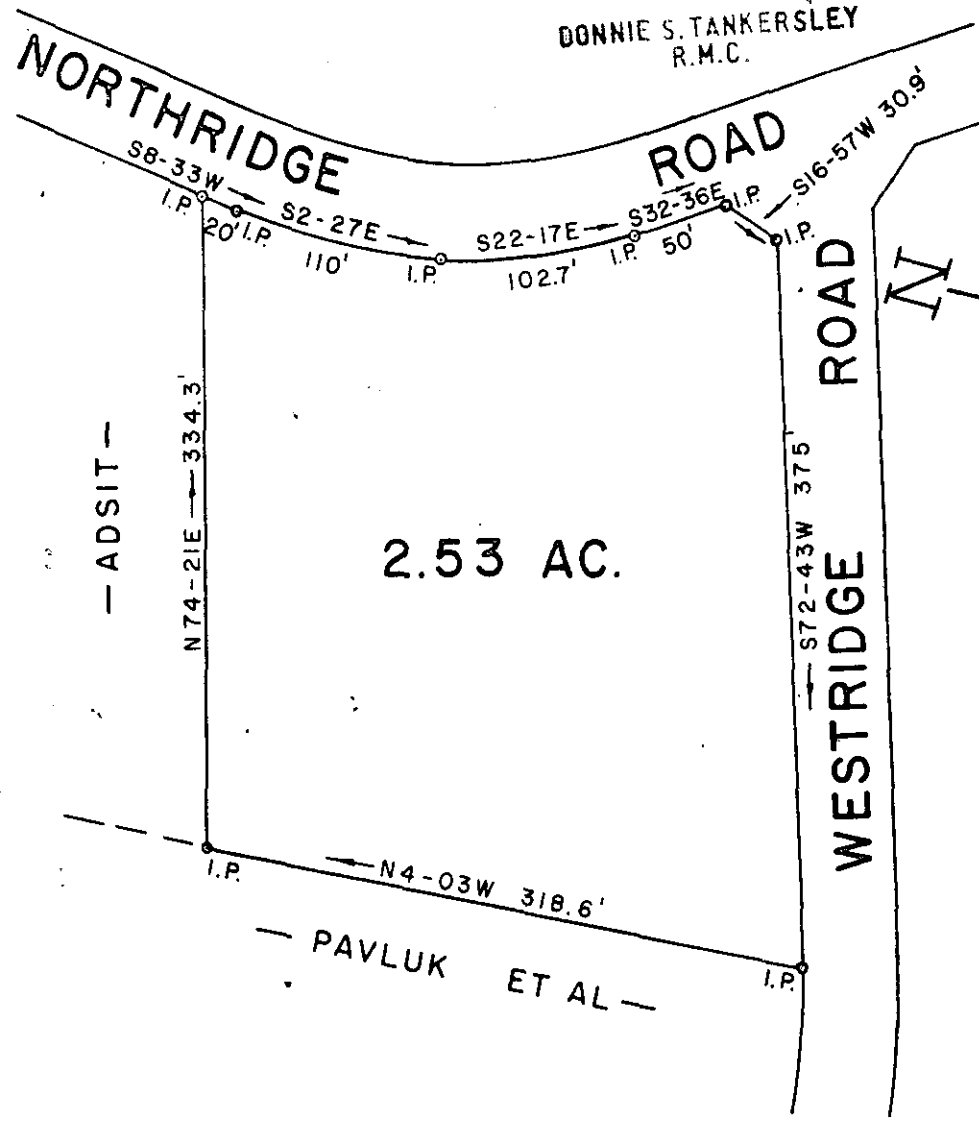 DONNIE S. TANKERSLEY
R.M.C.
NORTHRIDGE ROAD
S8-33W
I.P.
20'
I.P.
S2-27E
110'
I.P.
S22-17E
102.7'
I.P.
S32-36E
50'
I.P.
S16-57W 30.9'
I.P.
N
WESTRIDGE ROAD
S72-43W 375'
N74-21E 334.3'
— ADSIT —
2.53 AC.
I.P.
N4-03W 318.6'
I.P.
— PAVLUK ET AL —